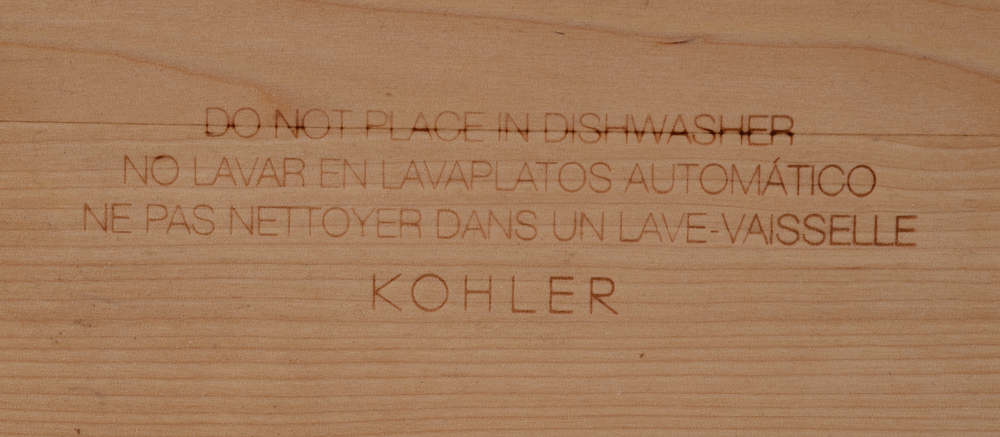 DO NOT PLACE IN DISHWASHER
NO LAVAR EN LAVAPLATOS AUTOMÁTICO
NE PAS NETTOYER DANS UN LAVE-VAISSELLE
KOHLER